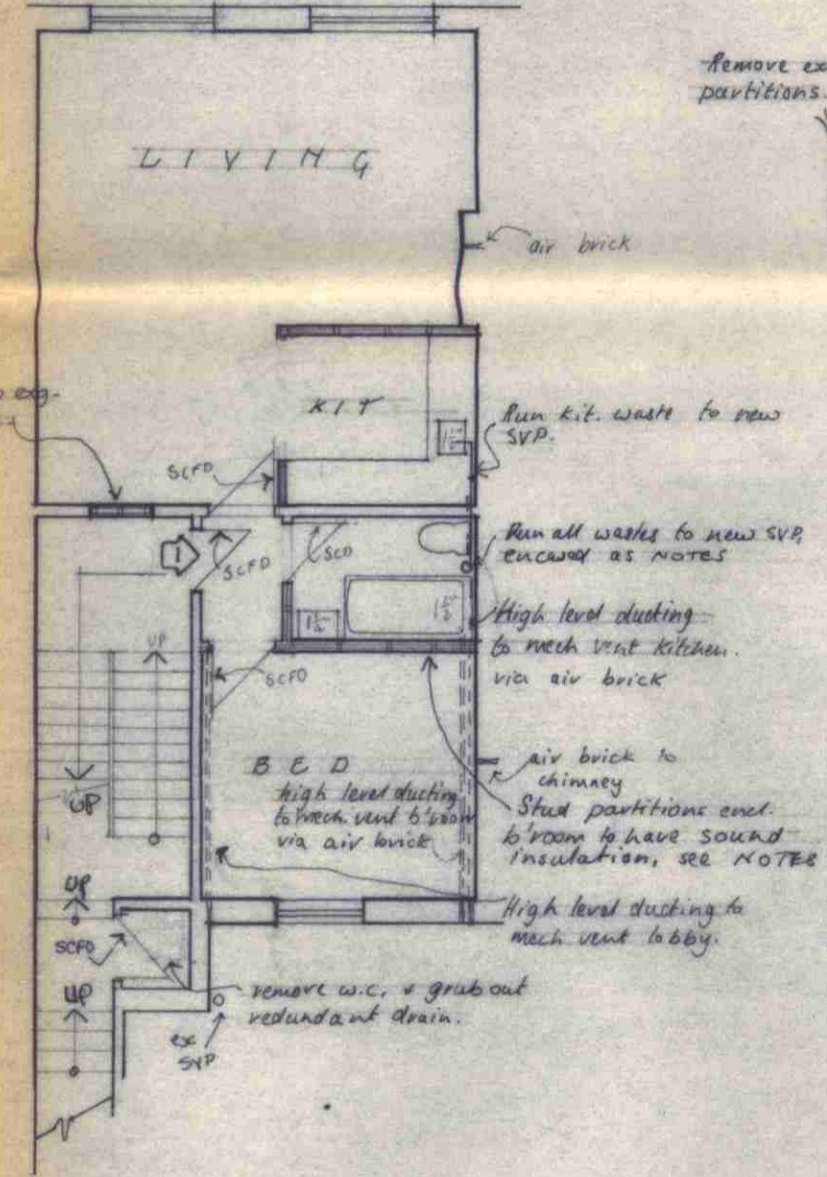 Remove ex
partitions.
LIVING
air brick
exg.
KIT
Run kit. waste to new
SVP.
SCFD
Run all wastes to new SVP,
encased as NOTES
1
SCFD
SCD
High level ducting
to mech vent kitchen.
via air brick
UP
SCFD
BED
high level ducting
to mech. vent b'room
via air brick
air brick to
chimney
Stud partitions encl.
b'room to have sound
insulation, see NOTES
UP
UP
High level ducting to
mech vent lobby.
SCFD
UP
remove w.c. & grub out
redundant drain.
ex
SVP